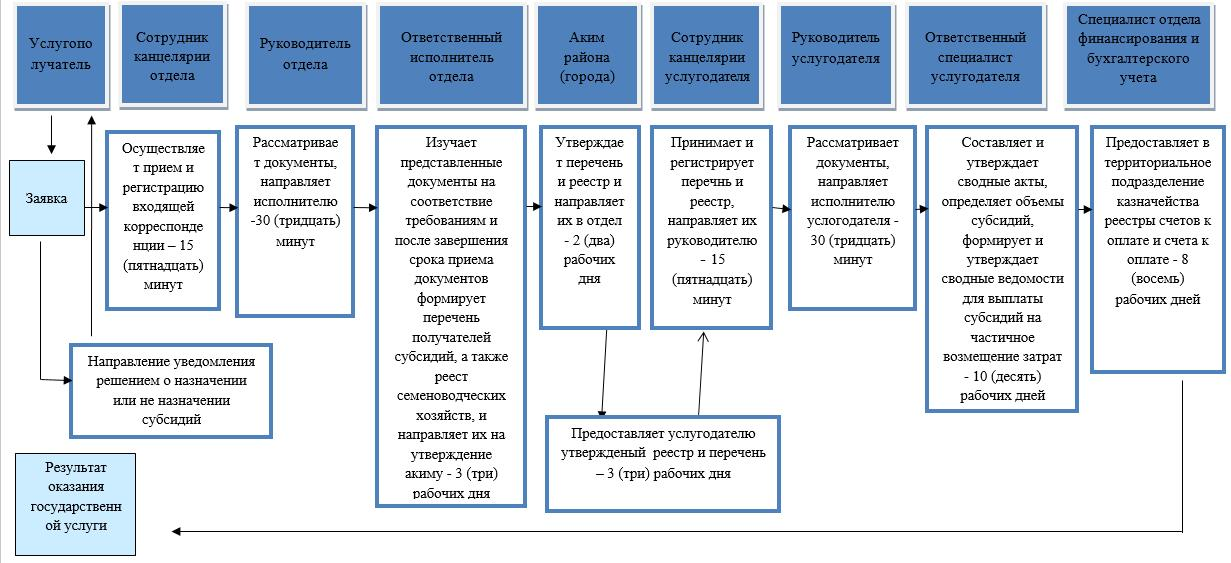 Услугопо
лучатель
Сотрудник
канцелярии
отдела
Руководитель
отдела
Ответственный
исполнитель
отдела
Аким
района
(города)
Сотрудник
канцелярии
услугодателя
Руководитель
услугодателя
Ответственный
специалист
услугодателя
Специалист отдела
финансирования и
бухгалтерского
учета
Заявка
Осуществляе
т прием и
регистрацию
входящей
корреспонде
нции – 15
(пятнадцать)
минут
Рассматривае
т документы,
направляет
исполнителю
-30 (тридцать)
минут
Изучает
представленные
документы на
соответствие
требованиям и
после завершения
срока приема
документов
формирует
перечень
получателей
субсидий, а также
реест
семеноводческих
хозяйств, и
направляет их на
утверждение
акиму - 3 (три)
рабочих дня
Утверждае
т перечень
и реестр и
направляет
их в отдел
- 2 (два)
рабочих
дня
Принимает и
регистрирует
перечнь и
реестр,
направляет их
руководителю
- 15
(пятнадцать)
минут
Рассматривает
документы,
направляет
исполнителю
услогодателя -
30 (тридцать)
минут
Составляет и
утверждает
сводные акты,
определяет объемы
субсидий,
формирует и
утверждает
сводные ведомости
для выплаты
субсидий на
частичное
возмещение затрат
- 10 (десять)
рабочих дней
Предоставляет в
территориальное
подразделение
казначейства
реестры счетов к
оплате и счета к
оплате - 8
(восемь)
рабочих дней
Направление уведомления
решением о назначении
или не назначении
субсидий
Предоставляет услугодателю
утвержденый реестр и перечень
– 3 (три) рабочих дня
Результат
оказания
государственн
ой услуги